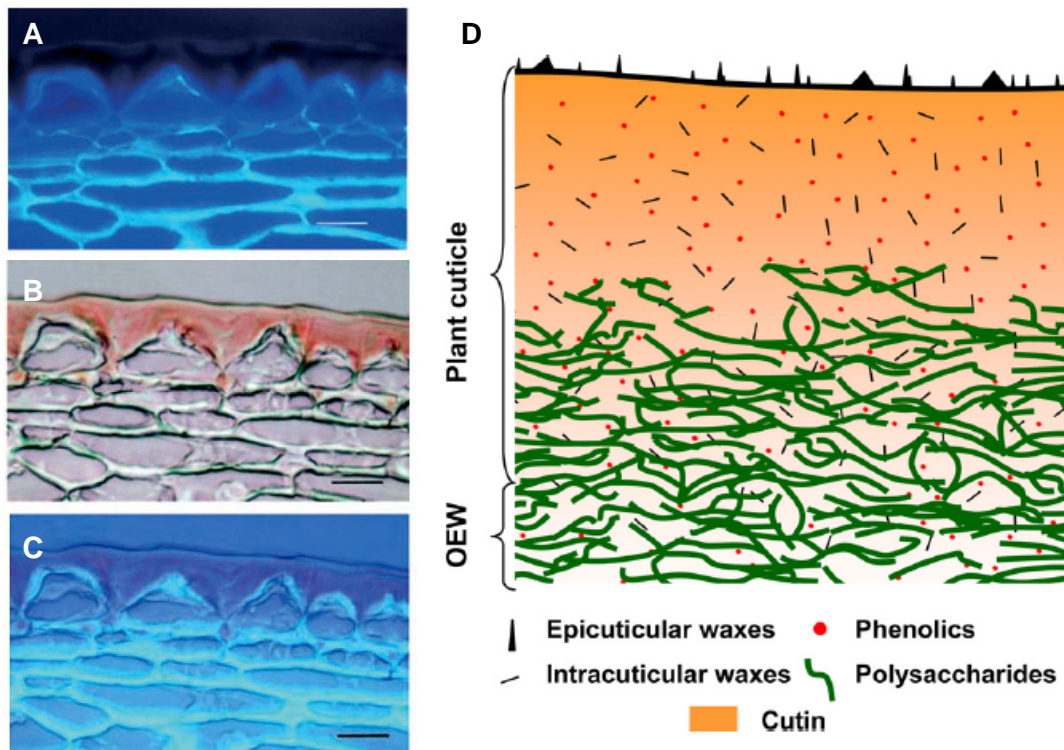 A
B
C
D
Plant cuticle
OEW
Epicuticular waxes
Phenolics
Intracuticular waxes
Polysaccharides
Cutin